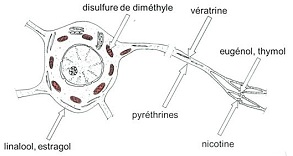 disulfure de diméthyle
vératrine
eugénol, thymol
pyréthrines
nicotine
linalool, estragol